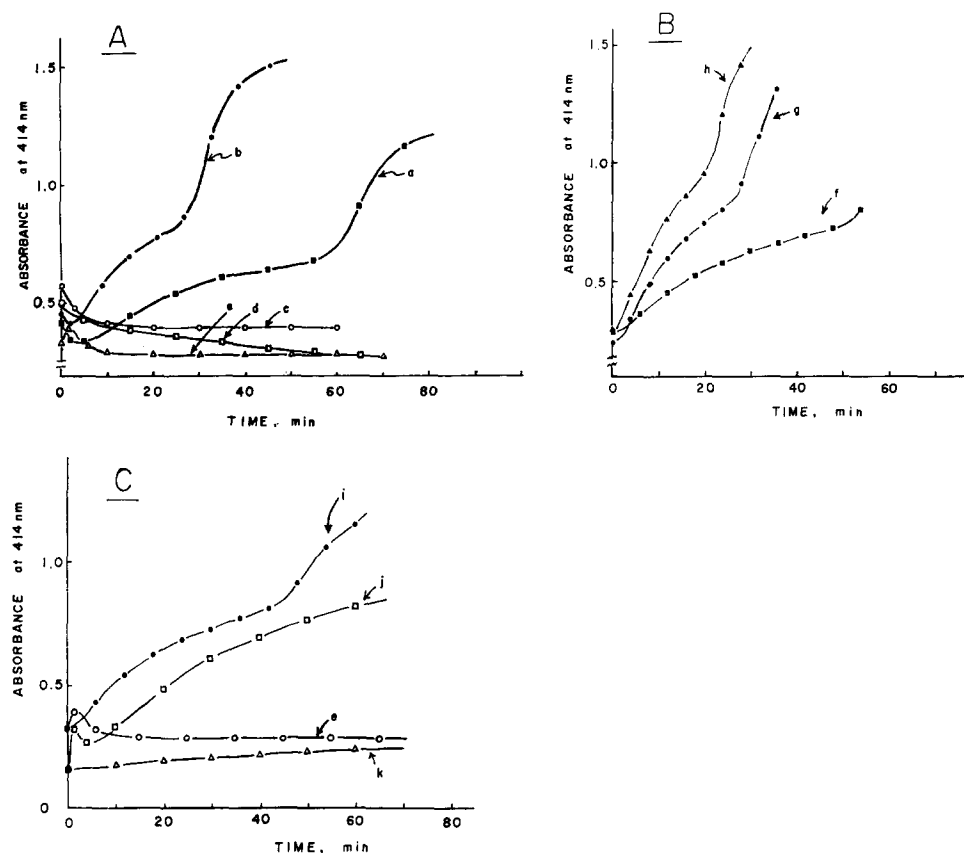 A
ABSORBANCE at 414 nm
1.5
1.0
0.5
b
a
e
d
c
0
20
40
60
80
TIME, min
B
ABSORBANCE at 414 nm
1.5
1.0
0.5
h
g
f
0
20
40
60
TIME, min
C
ABSORBANCE at 414 nm
1.0
0.5
0
i
j
e
k
0
20
40
60
80
TIME, min